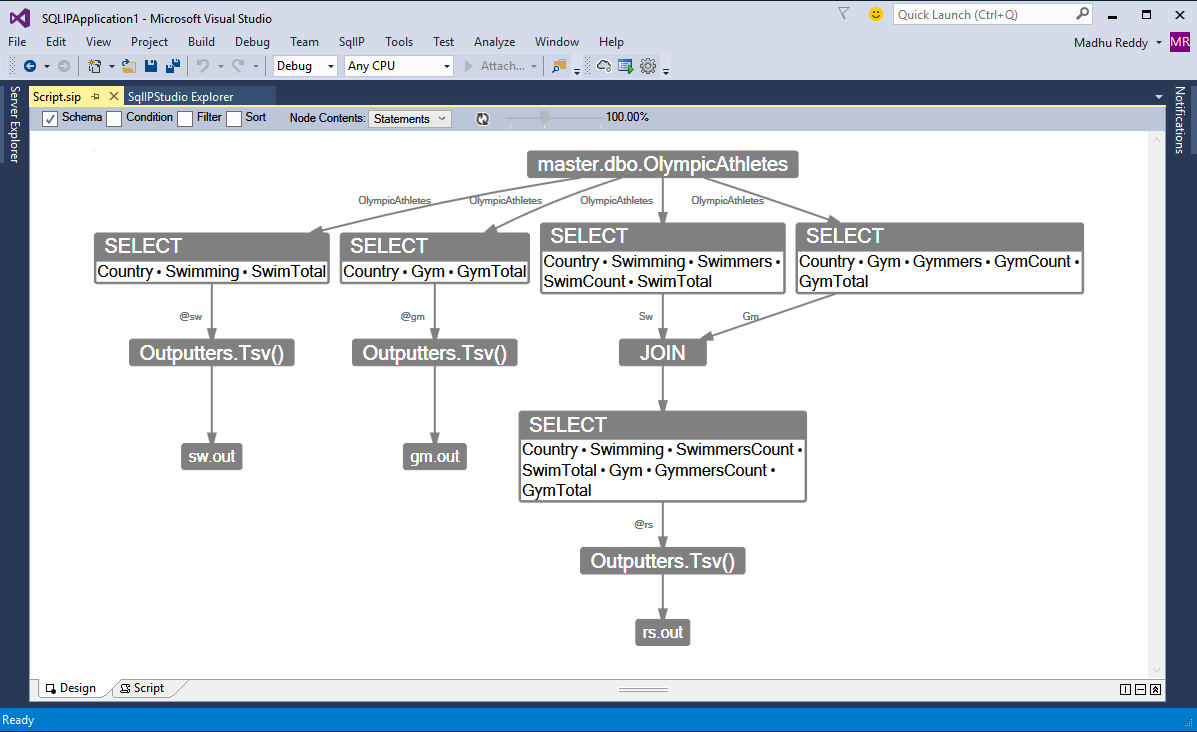 SQLIPApplication1 - Microsoft Visual Studio
Quick Launch (Ctrl+Q)
File Edit View Project Build Debug Team SqlIP Tools Test Analyze Window Help
Madhu Reddy MR
Debug Any CPU Attach...
Server Explorer
Script.sip SqlIPStudio Explorer
Notifications
Schema Condition Filter Sort Node Contents: Statements 100.00%
master.dbo.OlympicAthletes
OlympicAthletes OlympicAthletes OlympicAthletes OlympicAthletes
SELECT
Country • Swimming • SwimTotal
SELECT
Country • Gym • GymTotal
SELECT
Country • Swimming • Swimmers •
SwimCount • SwimTotal
SELECT
Country • Gym • Gymmers • GymCount •
GymTotal
@sw @gm Sw Gm
Outputters.Tsv() Outputters.Tsv() JOIN
sw.out gm.out
SELECT
Country • Swimming • SwimmersCount •
SwimTotal • Gym • GymmersCount •
GymTotal
@rs
Outputters.Tsv()
rs.out
Design Script
Ready